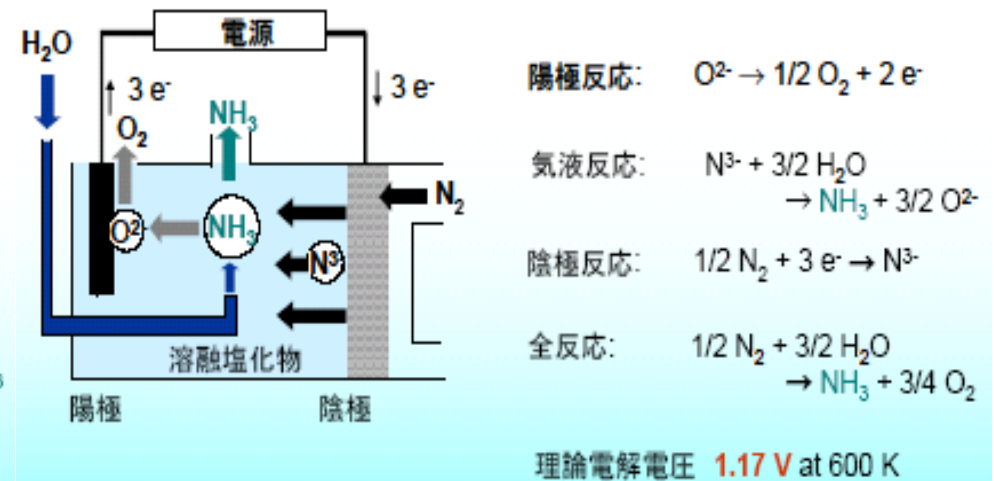 電源
H₂O
3 e⁻
3 e⁻
NH₃
O₂
N₂
O²⁻
NH₃
N³⁻
溶融塩化物
陽極
陰極
陽極反応: O²⁻ → 1/2 O₂ + 2 e⁻
気液反応: N³⁻ + 3/2 H₂O
→ NH₃ + 3/2 O²⁻
陰極反応: 1/2 N₂ + 3 e⁻ → N³⁻
全反応: 1/2 N₂ + 3/2 H₂O
→ NH₃ + 3/4 O₂
理論電解電圧 1.17 V at 600 K